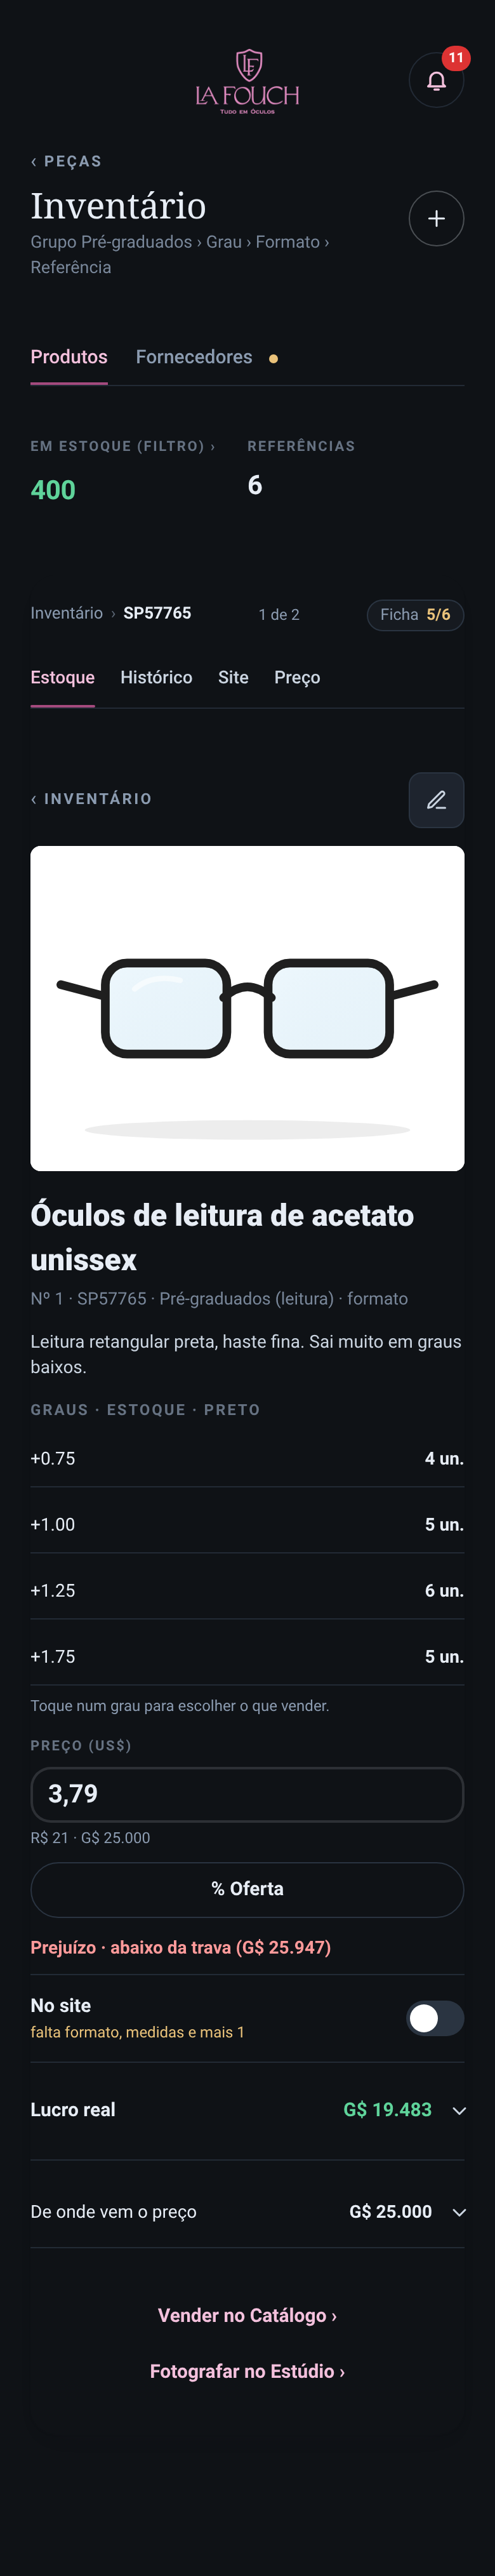 LF
LA FOUCH
Tudo em Óculos
11
‹ PEÇAS
Inventário
Grupo Pré-graduados › Grau › Formato ›
Referência
Produtos
Fornecedores
EM ESTOQUE (FILTRO) ›
REFERÊNCIAS
400
6
Inventário › SP57765
1 de 2
Ficha 5/6
Estoque
Histórico
Site
Preço
‹ INVENTÁRIO
Óculos de leitura de acetato
unissex
Nº 1 · SP57765 · Pré-graduados (leitura) · formato
Leitura retangular preta, haste fina. Sai muito em graus
baixos.
GRAUS · ESTOQUE · PRETO
+0.75 4 un.
+1.00 5 un.
+1.25 6 un.
+1.75 5 un.
Toque num grau para escolher o que vender.
PREÇO (US$)
3,79
R$ 21 · G$ 25.000
% Oferta
Prejuízo · abaixo da trava (G$ 25.947)
No site
falta formato, medidas e mais 1
Lucro real G$ 19.483
De onde vem o preço G$ 25.000
Vender no Catálogo ›
Fotografar no Estúdio ›